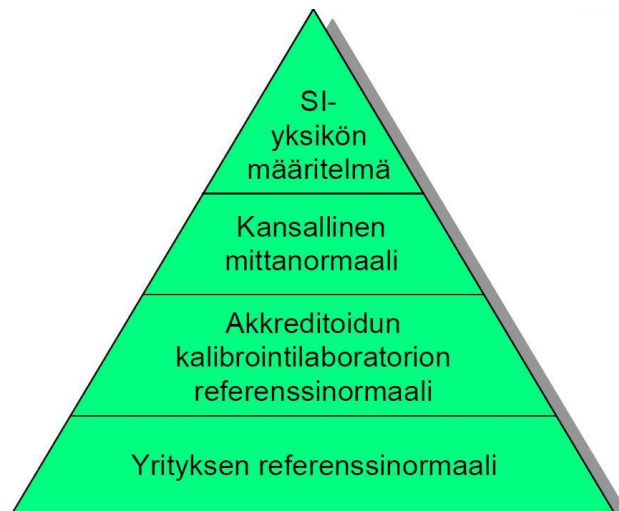 SI-
yksikön
määritelmä
Kansallinen
mittanormaali
Akkreditoidun
kalibrointilaboratorion
referenssinormaali
Yrityksen referenssinormaali